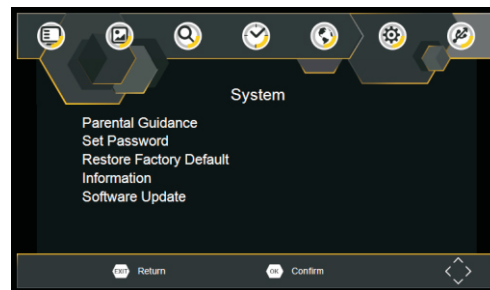 System
Parental Guidance
Set Password
Restore Factory Default
Information
Software Update
EXIT Return OK Confirm